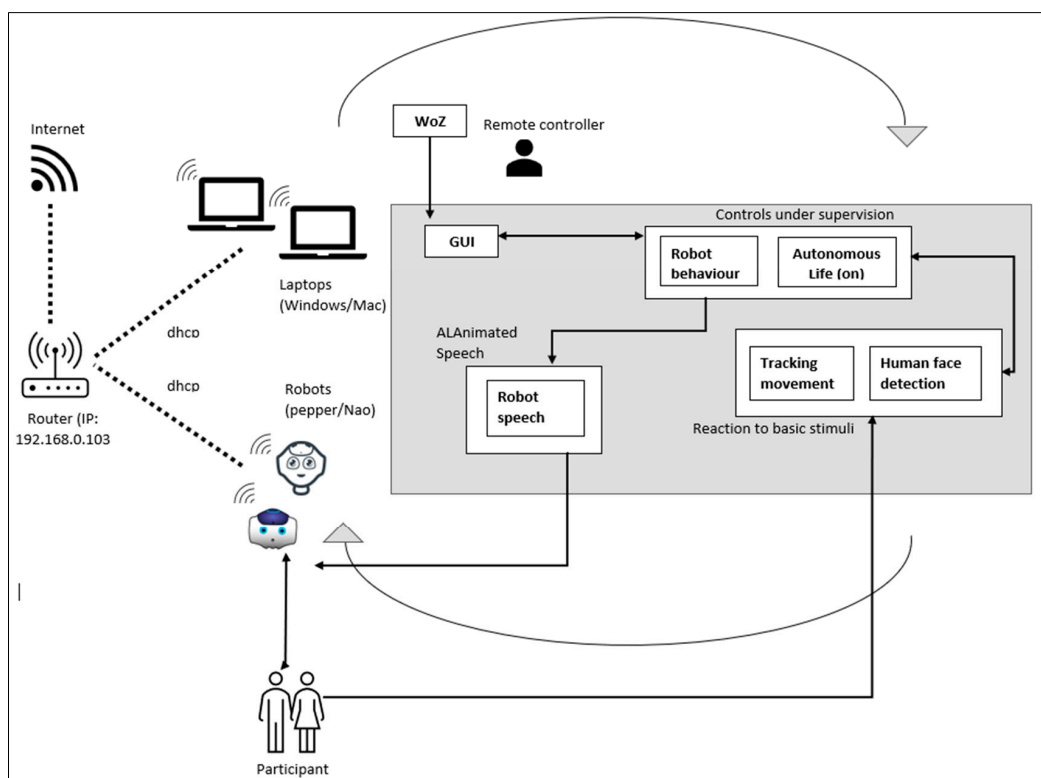 Internet
WoZ
Remote controller
Controls under supervision
GUI
Robot
behaviour
Autonomous
Life (on)
Laptops
(Windows/Mac)
dhcp
ALAnimated
Speech
Tracking
movement
Human face
detection
dhcp
Robots
(pepper/Nao)
Robot
speech
Router (IP:
192.168.0.103
Reaction to basic stimuli
Participant